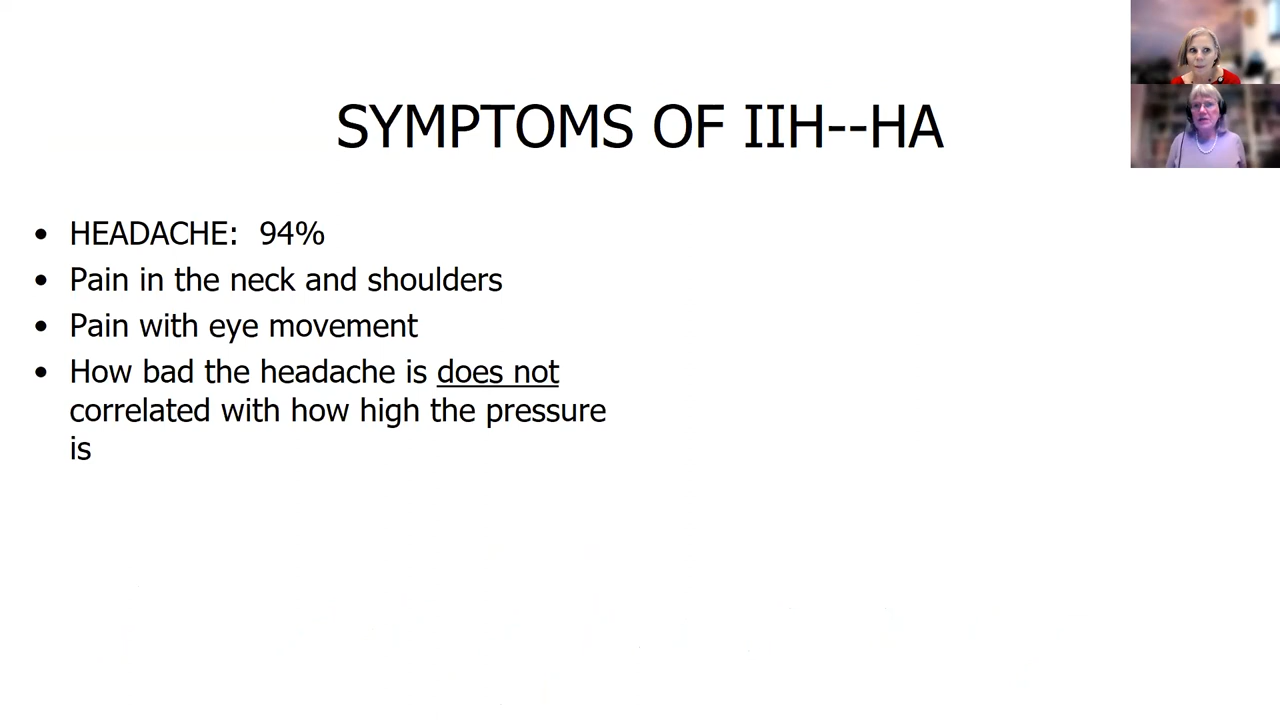 SYMPTOMS OF IIH--HA
• HEADACHE: 94%
• Pain in the neck and shoulders
• Pain with eye movement
• How bad the headache is does not
correlated with how high the pressure
is